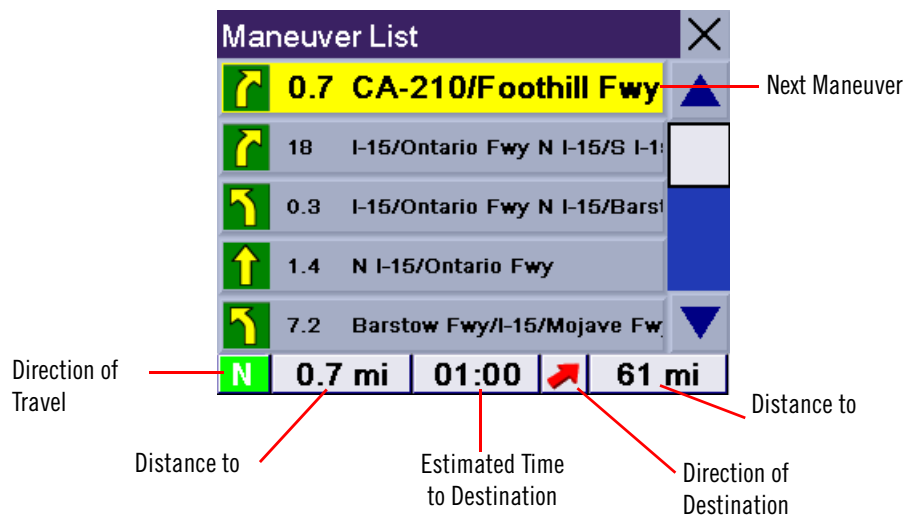 Maneuver List
0.7 CA-210/Foothill Fwy
Next Maneuver
18 I-15/Ontario Fwy N I-15/S
0.3 I-15/Ontario Fwy N I-15/Barst
1.4 N I-15/Ontario Fwy
7.2 Barstow Fwy/I-15/Mojave Fw
N 0.7 mi 01:00 61 mi
Direction of
Travel
Distance to
Distance to
Estimated Time
to Destination
Direction of
Destination